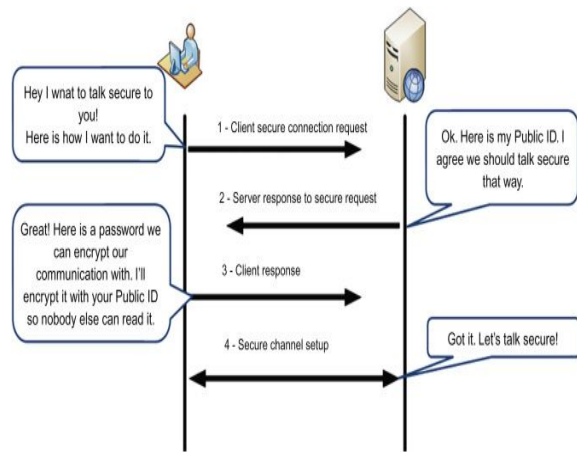 Hey I wnat to talk secure to
you!
Here is how I want to do it.
1 - Client secure connection request
Ok. Here is my Public ID. I
agree we should talk secure
that way.
2 - Server response to secure request
Great! Here is a password we
can encrypt our
communication with. I'll
encrypt it with your Public ID
so nobody else can read it.
3 - Client response
4 - Secure channel setup
Got it. Let's talk secure!